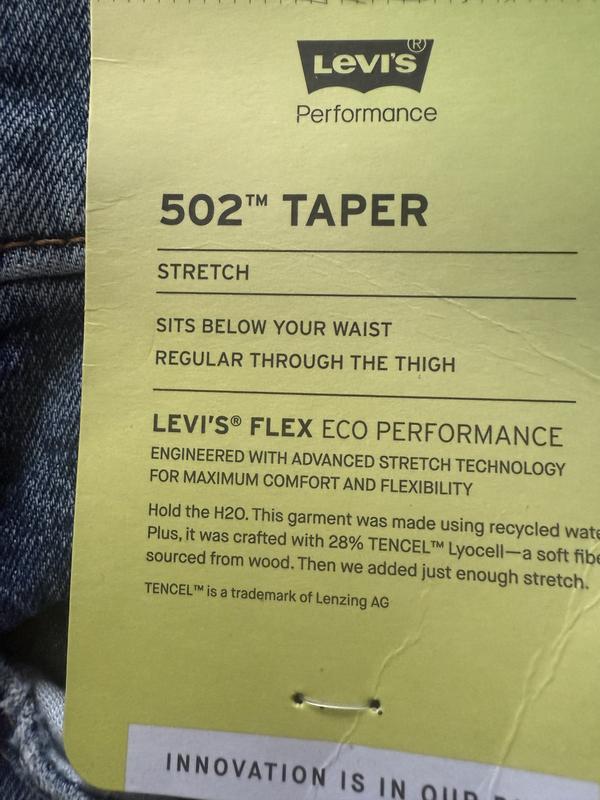 LEVI'S®
Performance
502™ TAPER
STRETCH
SITS BELOW YOUR WAIST
REGULAR THROUGH THE THIGH
LEVI'S® FLEX ECO PERFORMANCE
ENGINEERED WITH ADVANCED STRETCH TECHNOLOGY
FOR MAXIMUM COMFORT AND FLEXIBILITY
Hold the H2O. This garment was made using recycled wate
Plus, it was crafted with 28% TENCEL™ Lyocell—a soft fibe
sourced from wood. Then we added just enough stretch.
TENCEL™ is a trademark of Lenzing AG
INNOVATION IS IN OUR